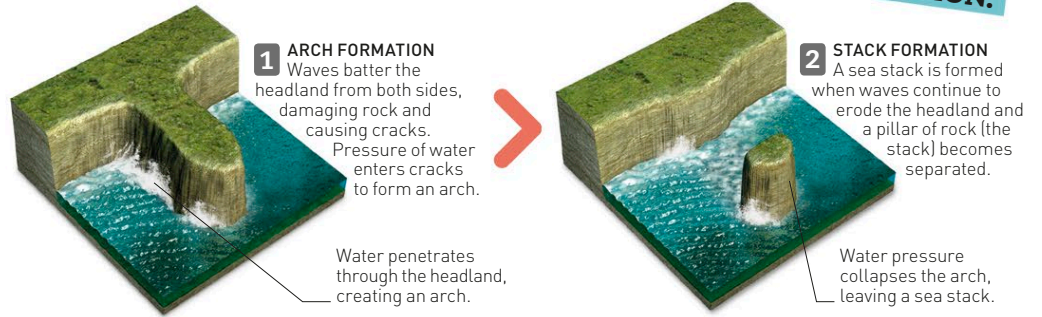 ION.
1 ARCH FORMATION
Waves batter the
headland from both sides,
damaging rock and
causing cracks.
Pressure of water
enters cracks
to form an arch.
Water penetrates
through the headland,
creating an arch.
2 STACK FORMATION
A sea stack is formed
when waves continue to
erode the headland and
a pillar of rock (the
stack) becomes
separated.
Water pressure
collapses the arch,
leaving a sea stack.